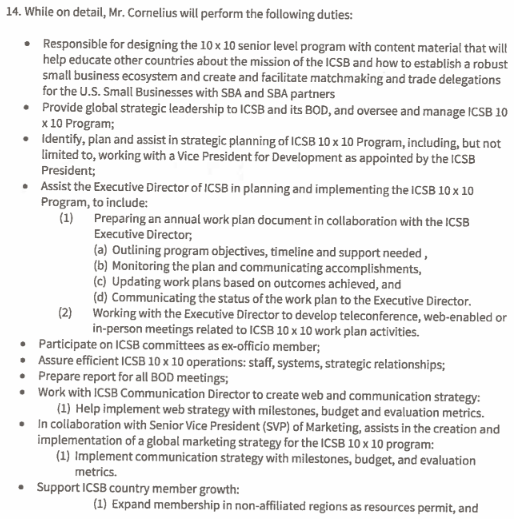 14. While on detail, Mr. Cornelius will perform the following duties:
• Responsible for designing the 10 x 10 senior level program with content material that will
help educate other countries about the mission of the ICSB and how to establish a robust
small business ecosystem and create and facilitate matchmaking and trade delegations
for the U.S. Small Businesses with SBA and SBA partners
• Provide global strategic leadership to ICSB and its BOD, and oversee and manage ICSB 10
x 10 Program;
• Identify, plan and assist in strategic planning of ICSB 10 x 10 Program, including, but not
limited to, working with a Vice President for Development as appointed by the ICSB
President;
• Assist the Executive Director of ICSB in planning and implementing the ICSB 10 x 10
Program, to include:
(1) Preparing an annual work plan document in collaboration with the ICSB
Executive Director;
(a) Outlining program objectives, timeline and support needed ,
(b) Monitoring the plan and communicating accomplishments,
(c) Updating work plans based on outcomes achieved, and
(d) Communicating the status of the work plan to the Executive Director.
(2) Working with the Executive Director to develop teleconference, web-enabled or
in-person meetings related to ICSB 10 x 10 work plan activities.
• Participate on ICSB committees as ex-officio member;
• Assure efficient ICSB 10 x 10 operations: staff, systems, strategic relationships;
• Prepare report for all BOD meetings;
• Work with ICSB Communication Director to create web and communication strategy:
(1) Help implement web strategy with milestones, budget and evaluation metrics.
• In collaboration with Senior Vice President (SVP) of Marketing, assists in the creation and
implementation of a global marketing strategy for the ICSB 10 x 10 program:
(1) Implement communication strategy with milestones, budget, and evaluation
metrics.
• Support ICSB country member growth:
(1) Expand membership in non-affiliated regions as resources permit, and